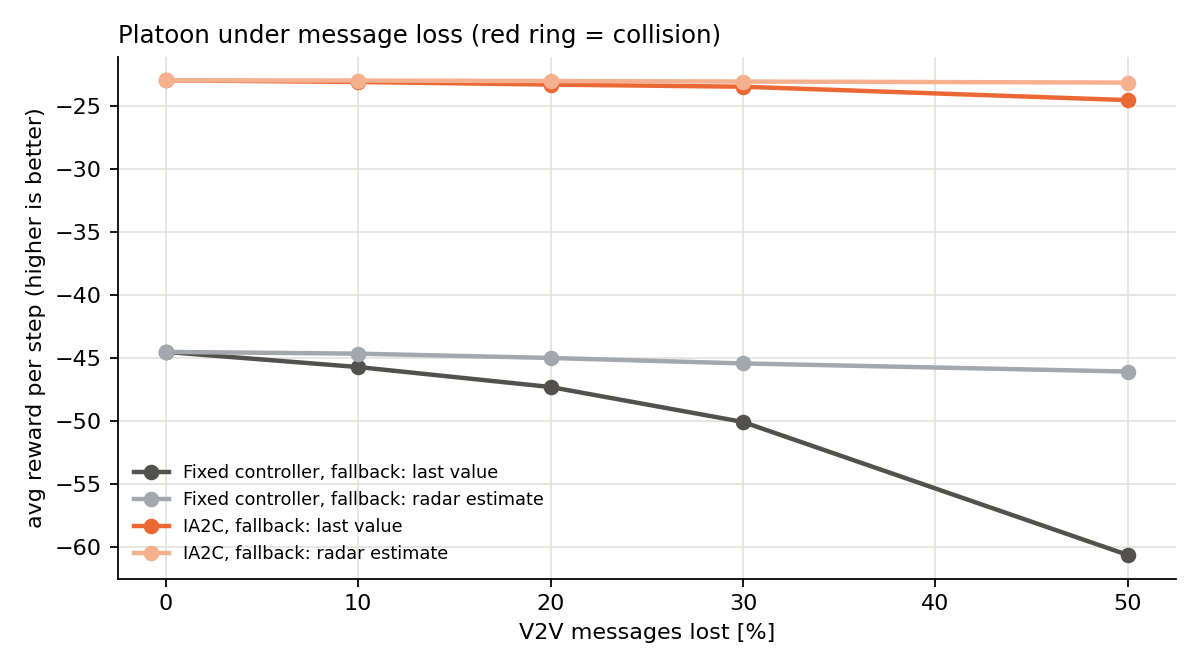 Platoon under message loss (red ring = collision)
avg reward per step (higher is better)
−25
−30
−35
−40
−45
−50
−55
−60
Fixed controller, fallback: last value
Fixed controller, fallback: radar estimate
IA2C, fallback: last value
IA2C, fallback: radar estimate
0 10 20 30 40 50
V2V messages lost [%]